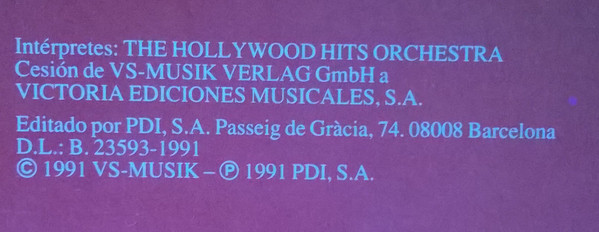 Intérpretes: THE HOLLYWOOD HITS ORCHESTRA
Cesión de VS-MUSIK VERLAG GmbH a
VICTORIA EDICIONES MUSICALES, S.A.
Editado por PDI, S.A. Passeig de Gràcia, 74. 08008 Barcelona
D.L.: B. 23593-1991
© 1991 VS-MUSIK – ℗ 1991 PDI, S.A.